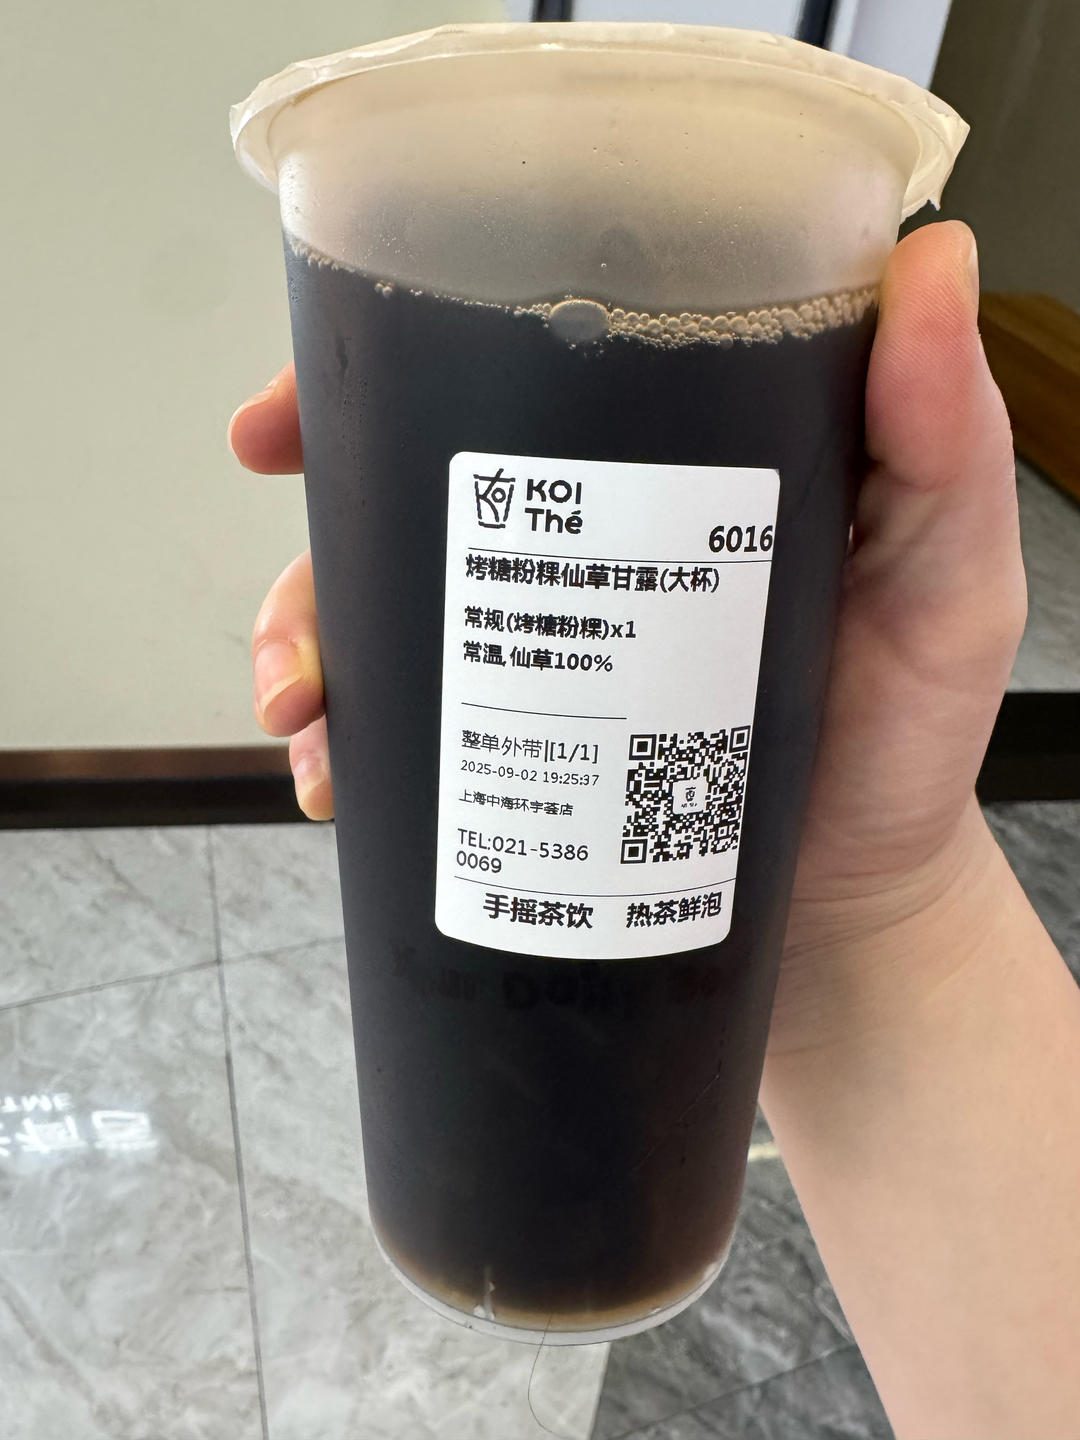 KOI
Thé
6016
烤糖粉粿仙草甘露(大杯)
常规(烤糖粉粿)x1
常温,仙草100%
整单外带|[1/1]
2025-09-02 19:25:37
上海中海环宇荟店
TEL:021-5386
0069
手摇茶饮 热茶鲜泡
Daily